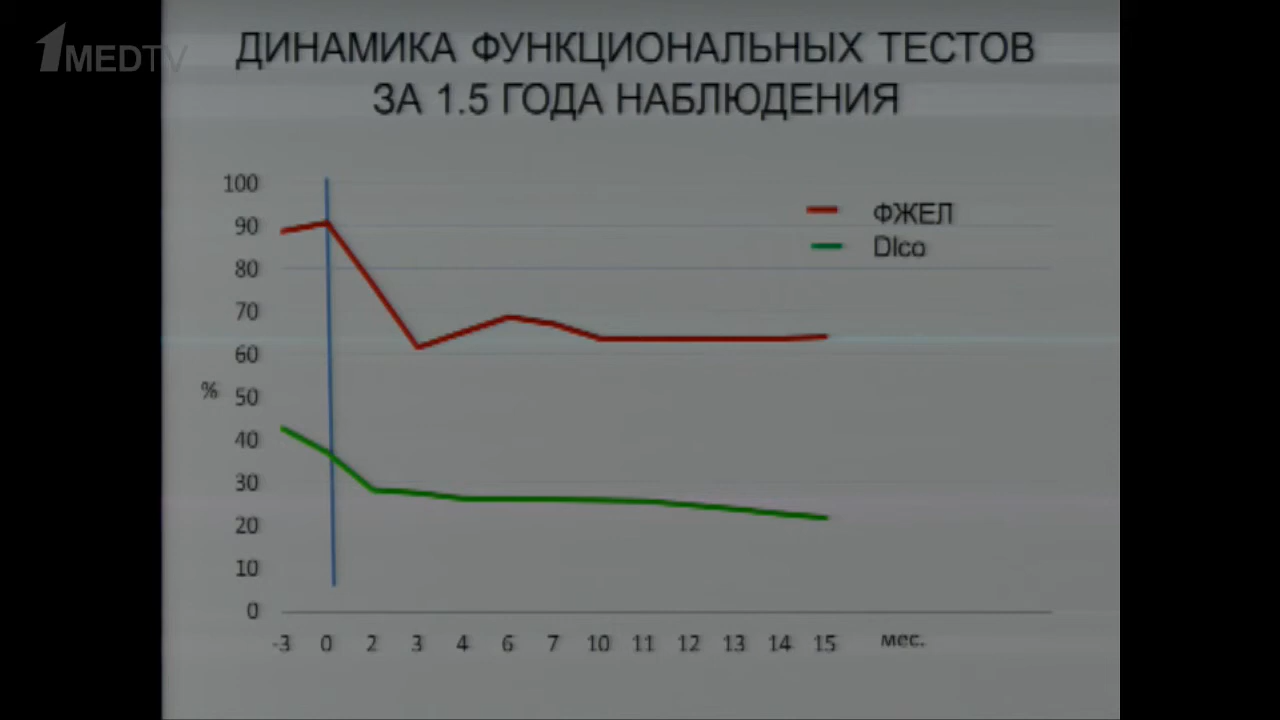 1MEDTV
ДИНАМИКА ФУНКЦИОНАЛЬНЫХ ТЕСТОВ
ЗА 1.5 ГОДА НАБЛЮДЕНИЯ
100
90
80
70
60
50
40
30
20
10
0
%
ФЖЕЛ
Dlco
-3 0 2 3 4 6 7 10 11 12 13 14 15 мес.